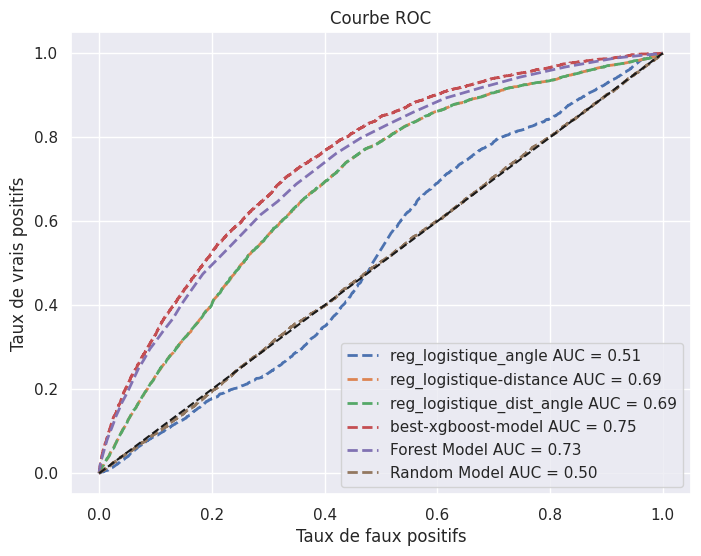 Courbe ROC
Taux de vrais positifs
1.0
0.8
0.6
0.4
0.2
0.0
reg_logistique_angle AUC = 0.51
reg_logistique-distance AUC = 0.69
reg_logistique_dist_angle AUC = 0.69
best-xgboost-model AUC = 0.75
Forest Model AUC = 0.73
Random Model AUC = 0.50
0.0 0.2 0.4 0.6 0.8 1.0
Taux de faux positifs